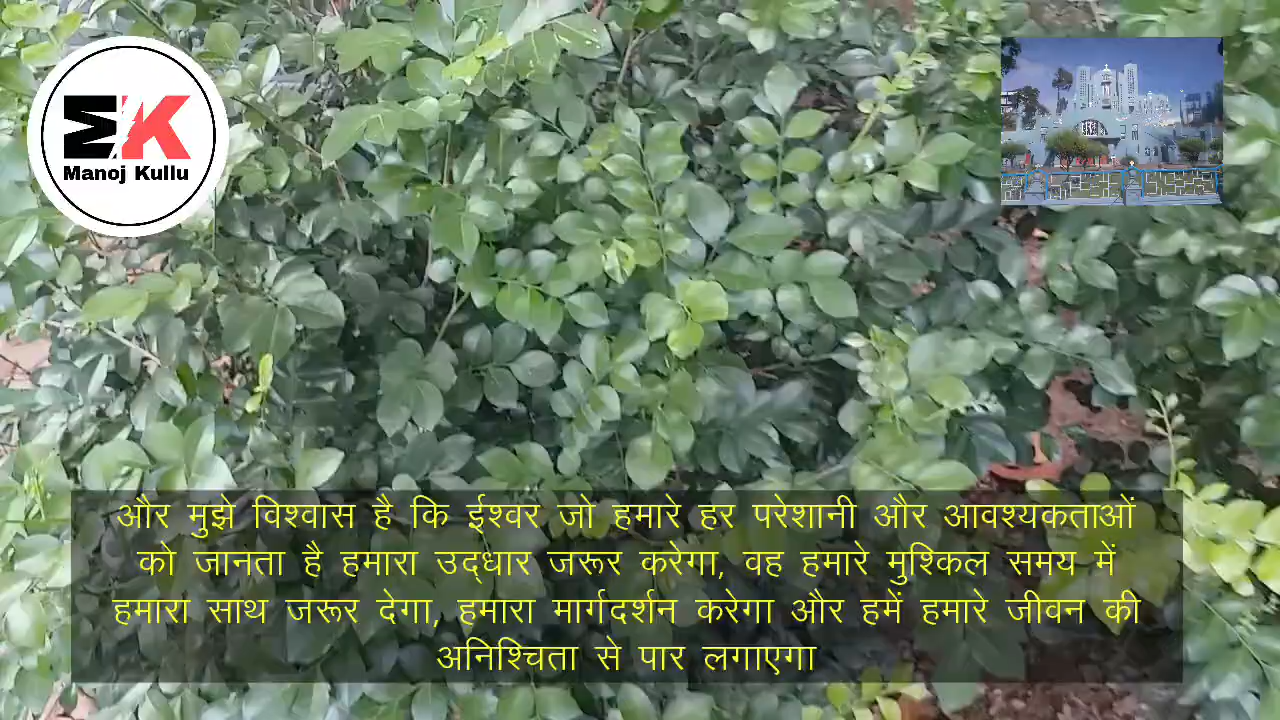 MK
Manoj Kullu
और मुझे विश्वास है कि ईश्वर जो हमारे हर परेशानी और आवश्यकताओं
को जानता है हमारा उद्धार जरूर करेगा, वह हमारे मुश्किल समय में
हमारा साथ जरूर देगा, हमारा मार्गदर्शन करेगा और हमें हमारे जीवन की
अनिश्चिता से पार लगाएगा